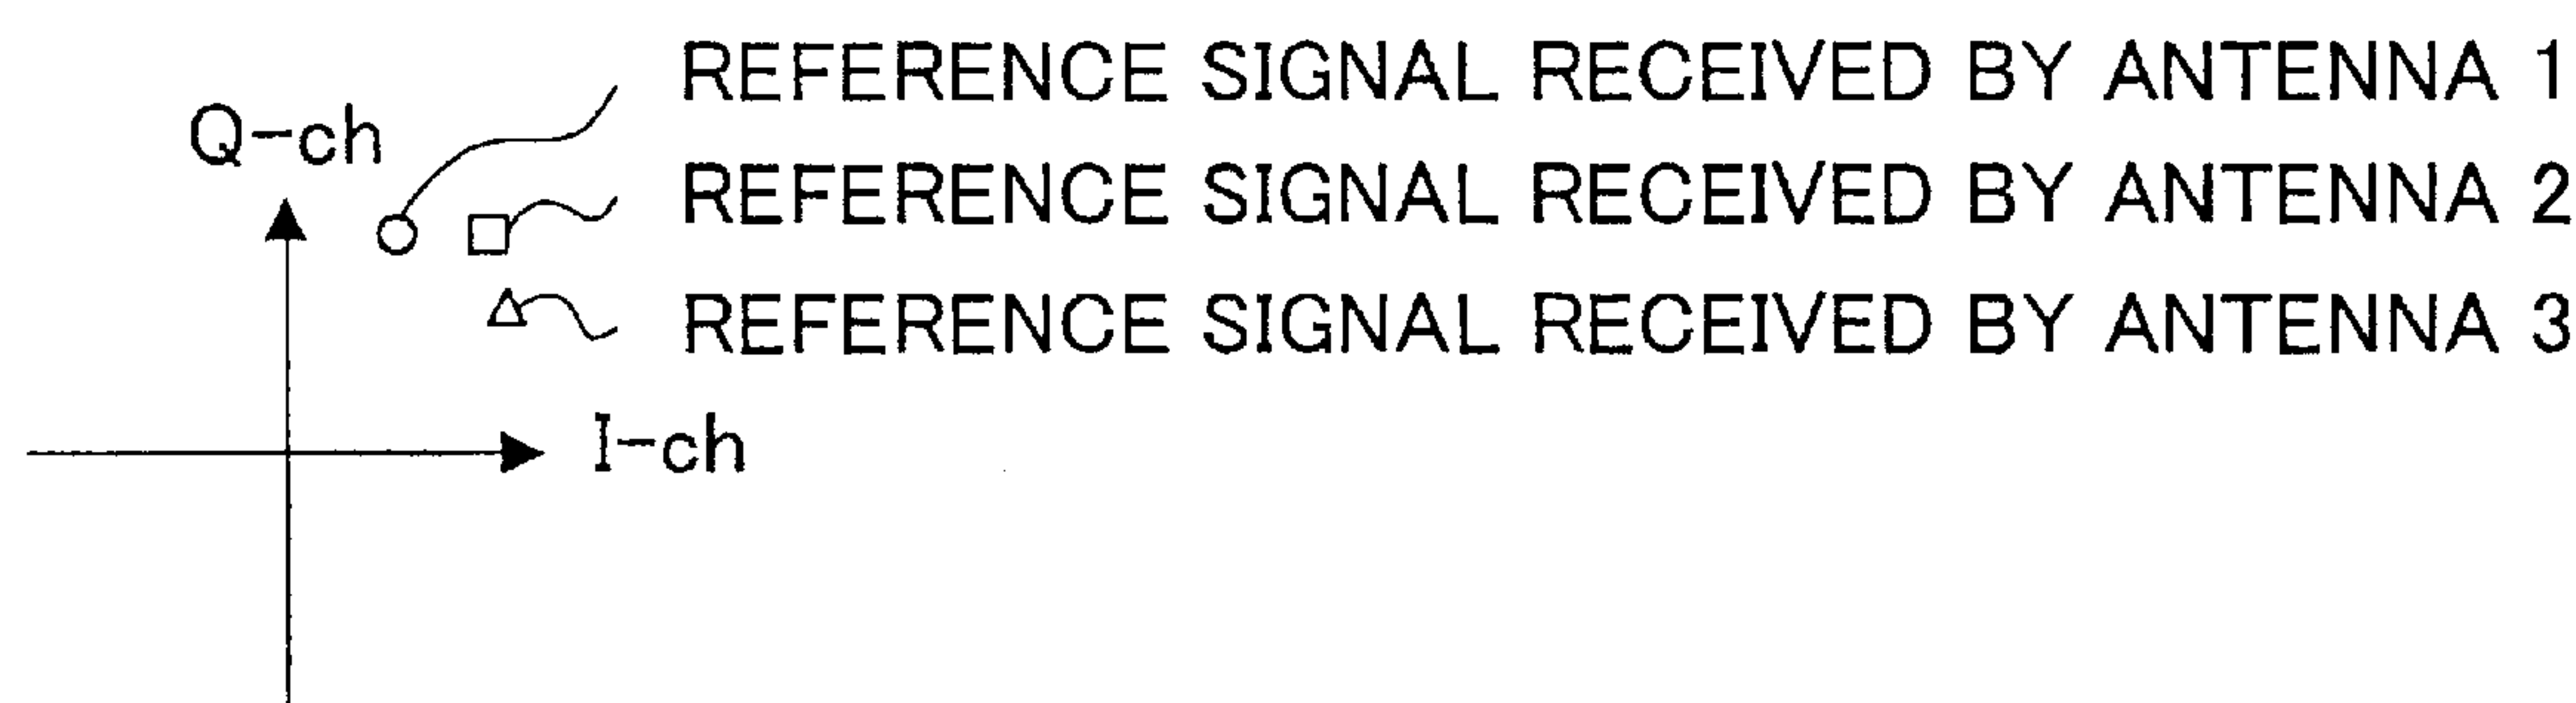 REFERENCE SIGNAL RECEIVED BY ANTENNA 1
Q-ch
REFERENCE SIGNAL RECEIVED BY ANTENNA 2
REFERENCE SIGNAL RECEIVED BY ANTENNA 3
I-ch